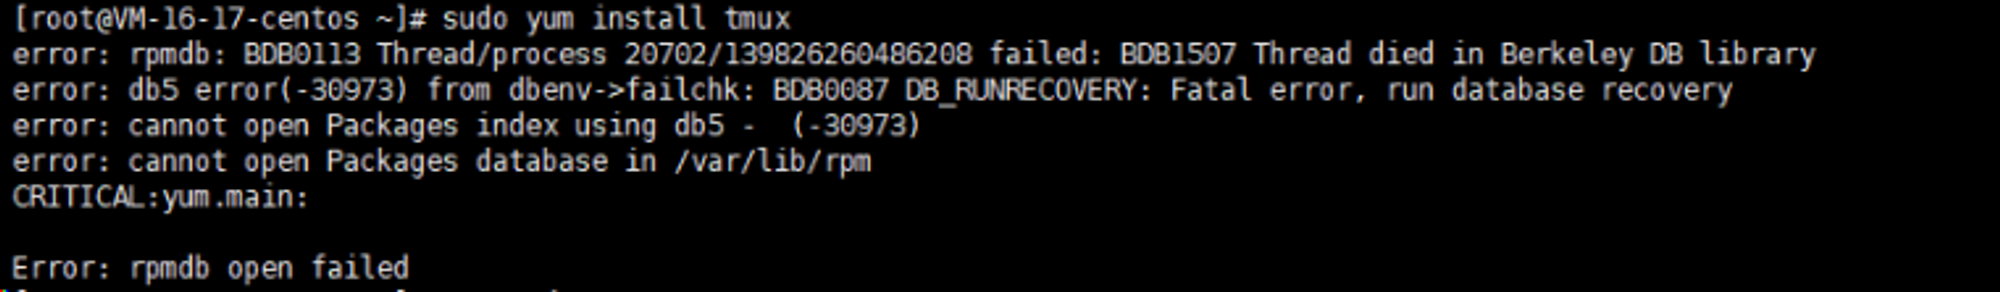 [root@VM-16-17-centos ~]# sudo yum install tmux
error: rpmdb: BDB0113 Thread/process 20702/139826260486208 failed: BDB1507 Thread died in Berkeley DB library
error: db5 error(-30973) from dbenv->failchk: BDB0087 DB_RUNRECOVERY: Fatal error, run database recovery
error: cannot open Packages index using db5 -  (-30973)
error: cannot open Packages database in /var/lib/rpm
CRITICAL:yum.main:
Error: rpmdb open failed